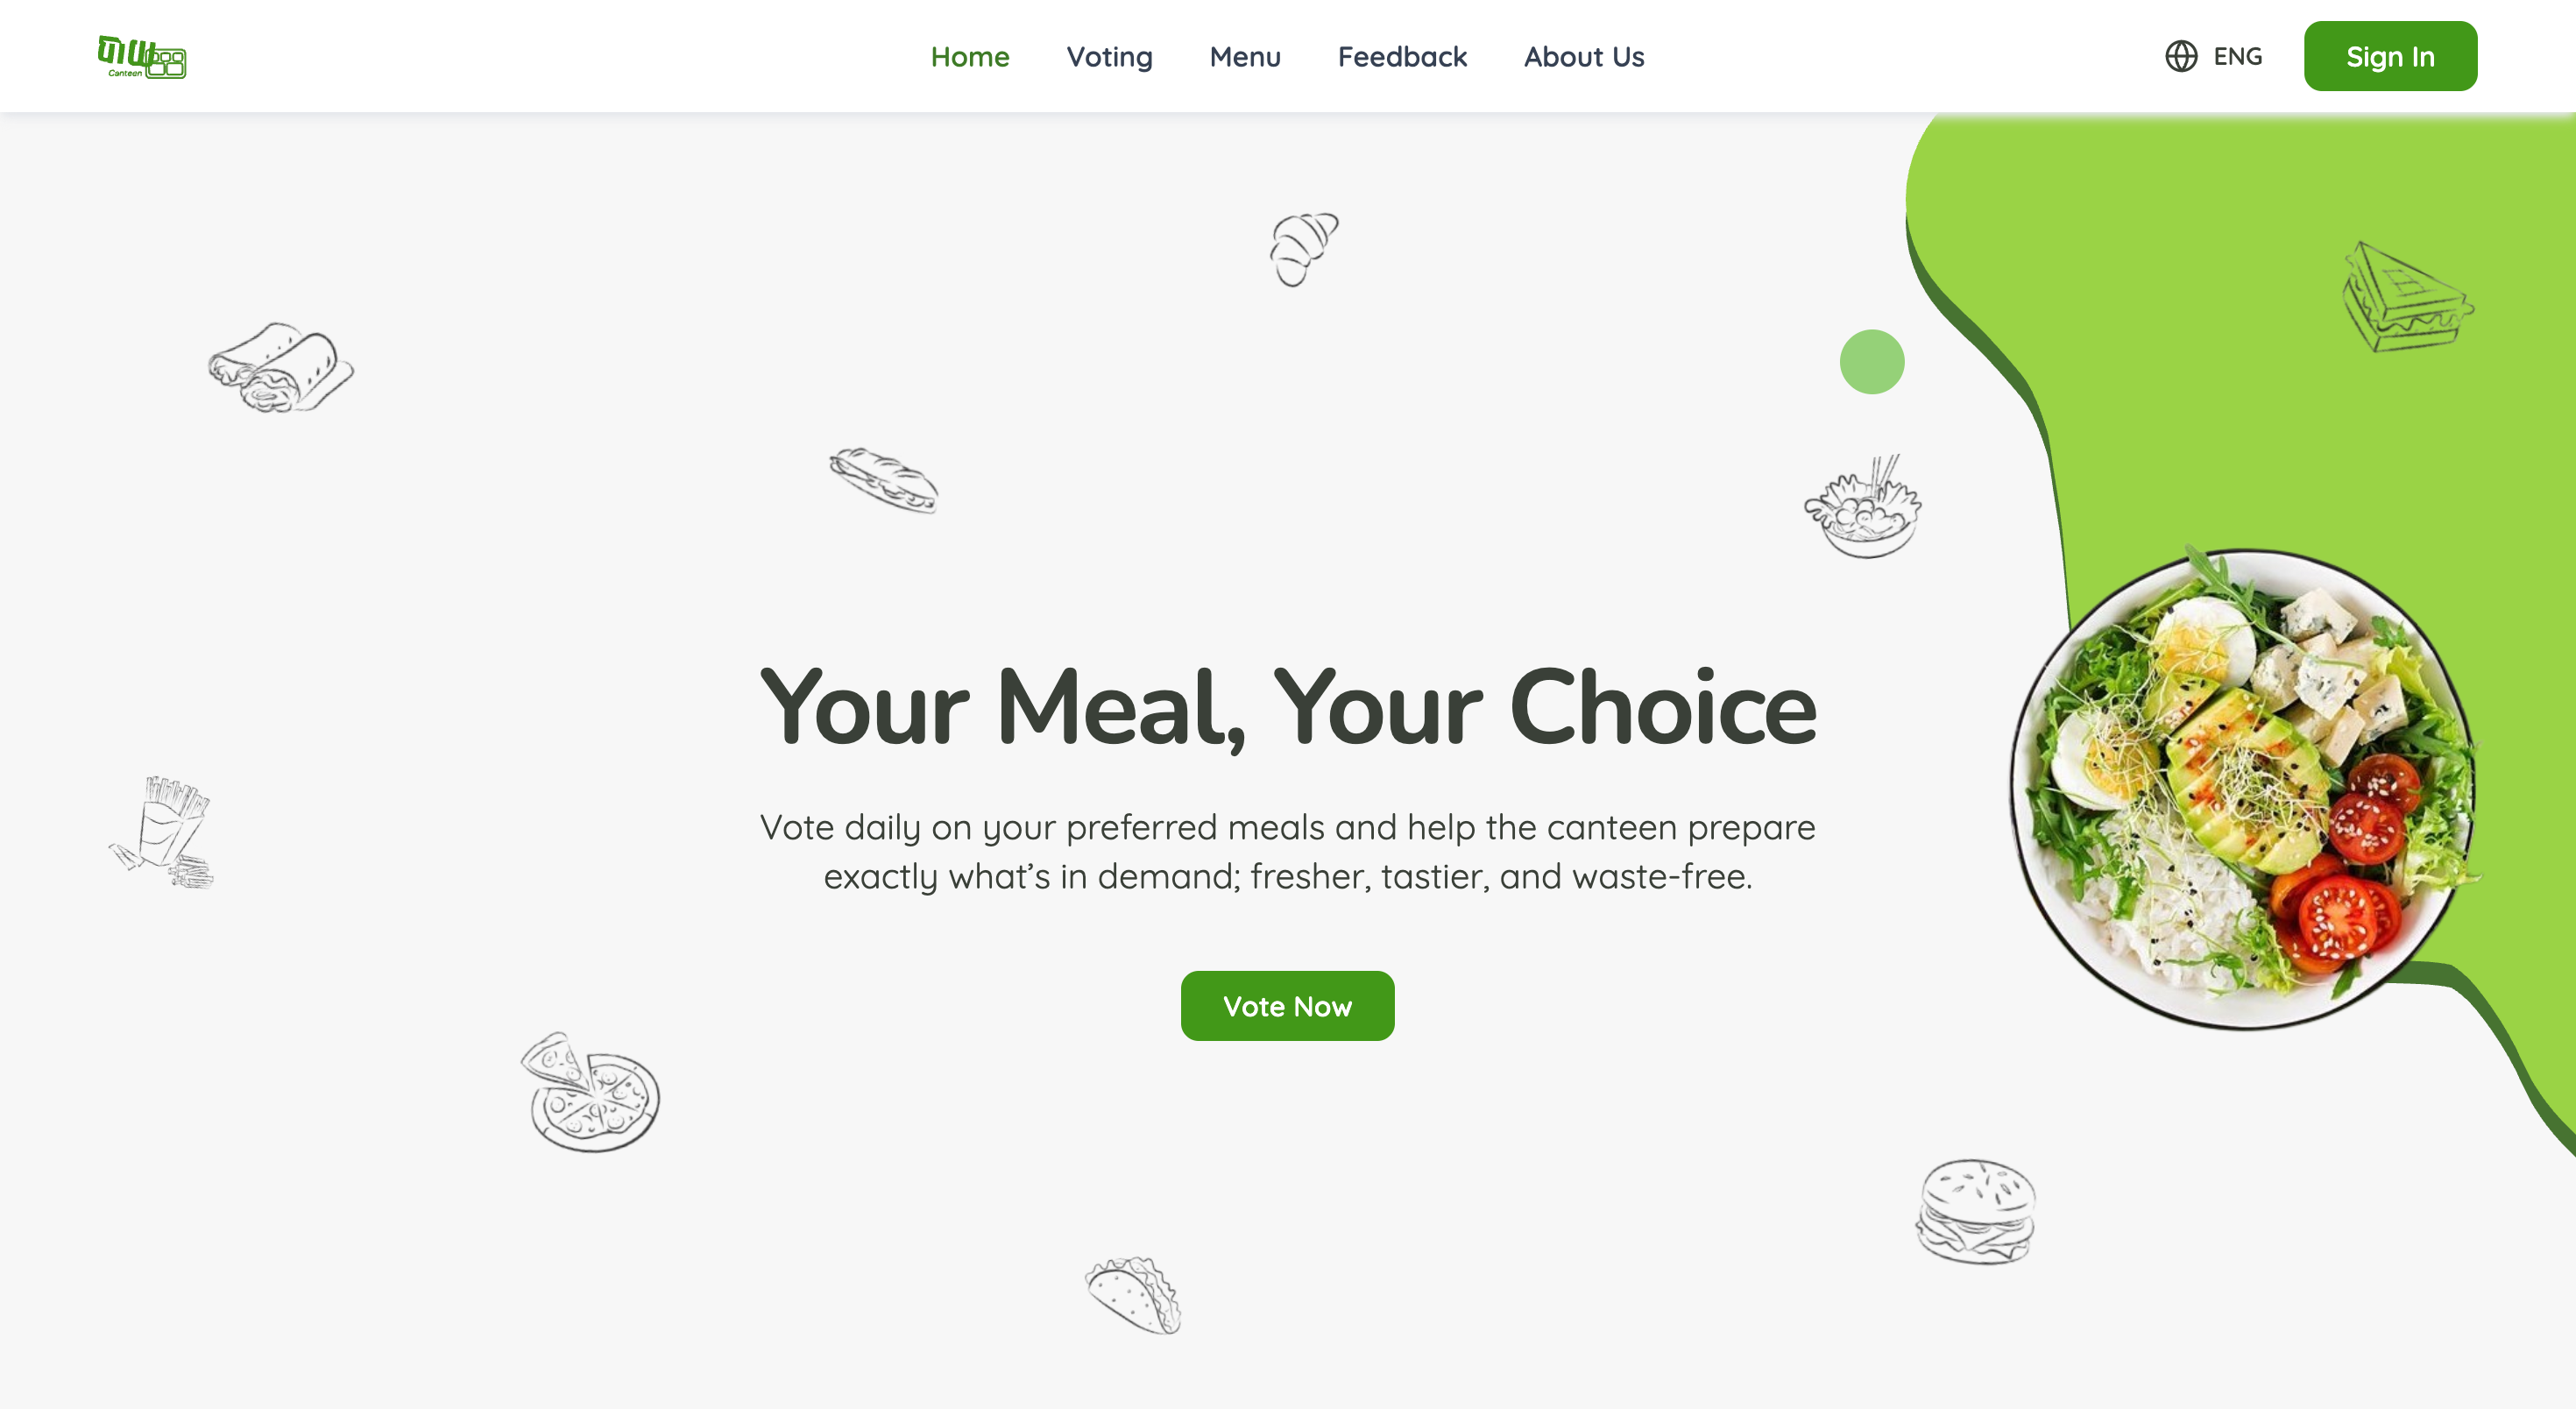 Canteen
Home
Voting
Menu
Feedback
About Us
ENG
Sign In
Your Meal, Your Choice
Vote daily on your preferred meals and help the canteen prepare
exactly what’s in demand; fresher, tastier, and waste-free.
Vote Now